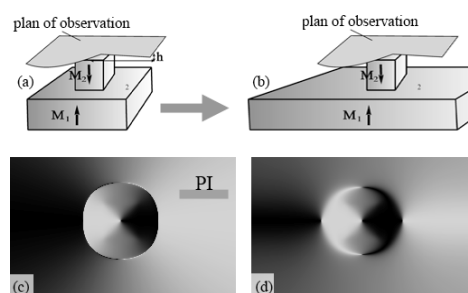 plan of observation
plan of observation
h
M2
(a)
2
M1
(b)
M2
2
M1
PI
(c)
(d)